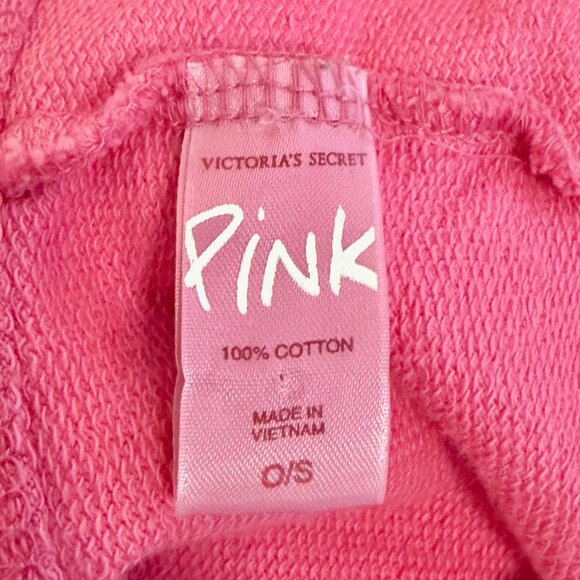 VICTORIA'S SECRET
PiNK
100% COTTON
MADE IN
VIETNAM
O/S